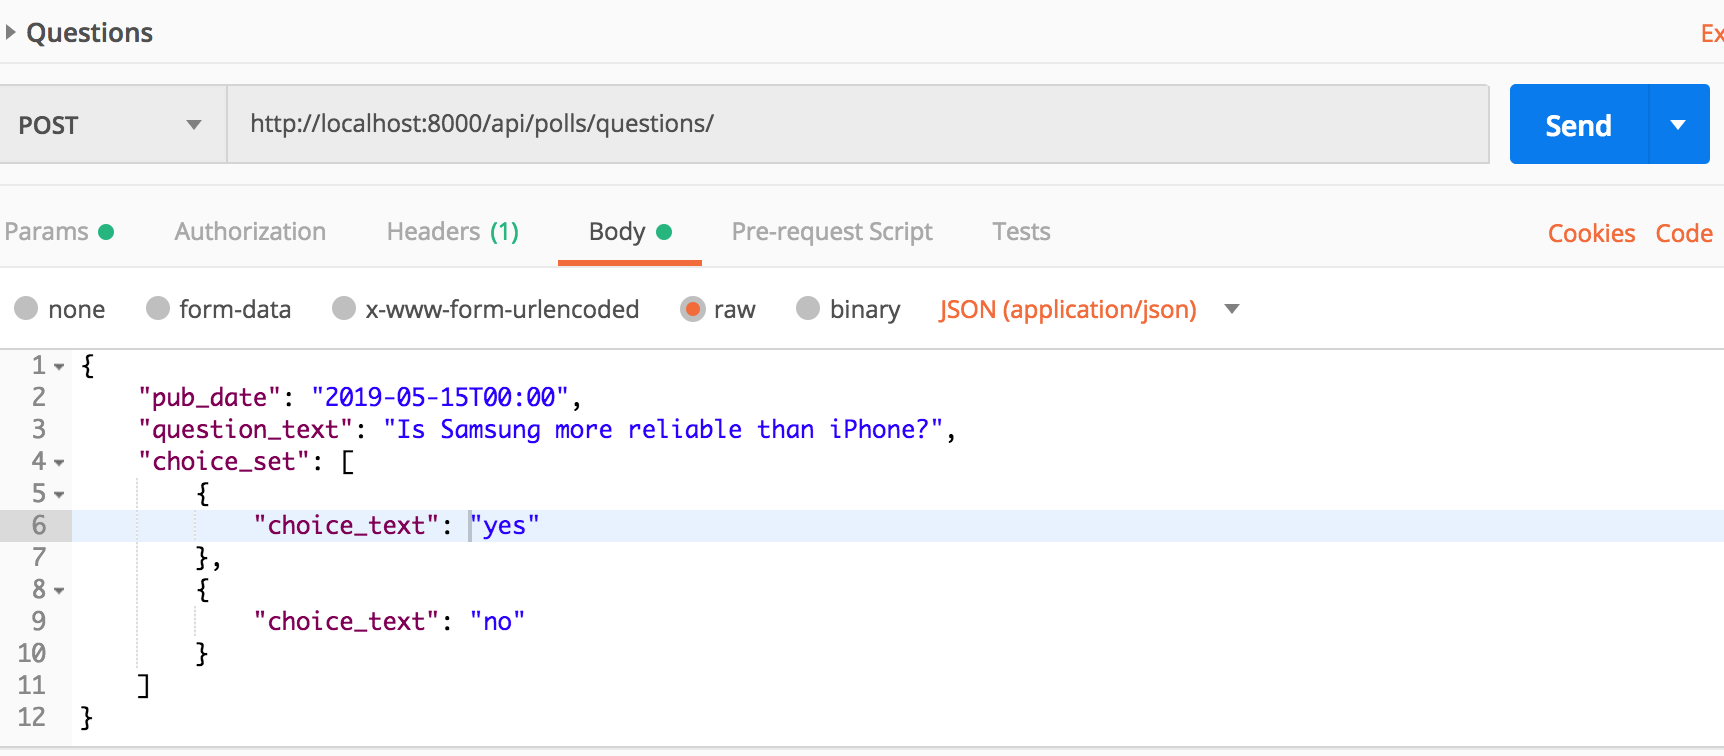 Questions
Ex
POST
http://localhost:8000/api/polls/questions/
Send
Params
Authorization
Headers (1)
Body
Pre-request Script
Tests
Cookies
Code
none
form-data
x-www-form-urlencoded
raw
binary
JSON (application/json)
1 {
2 "pub_date": "2019-05-15T00:00",
3 "question_text": "Is Samsung more reliable than iPhone?",
4 "choice_set": [
5 {
6 "choice_text": "yes"
7 },
8 {
9 "choice_text": "no"
10 }
11 ]
12 }